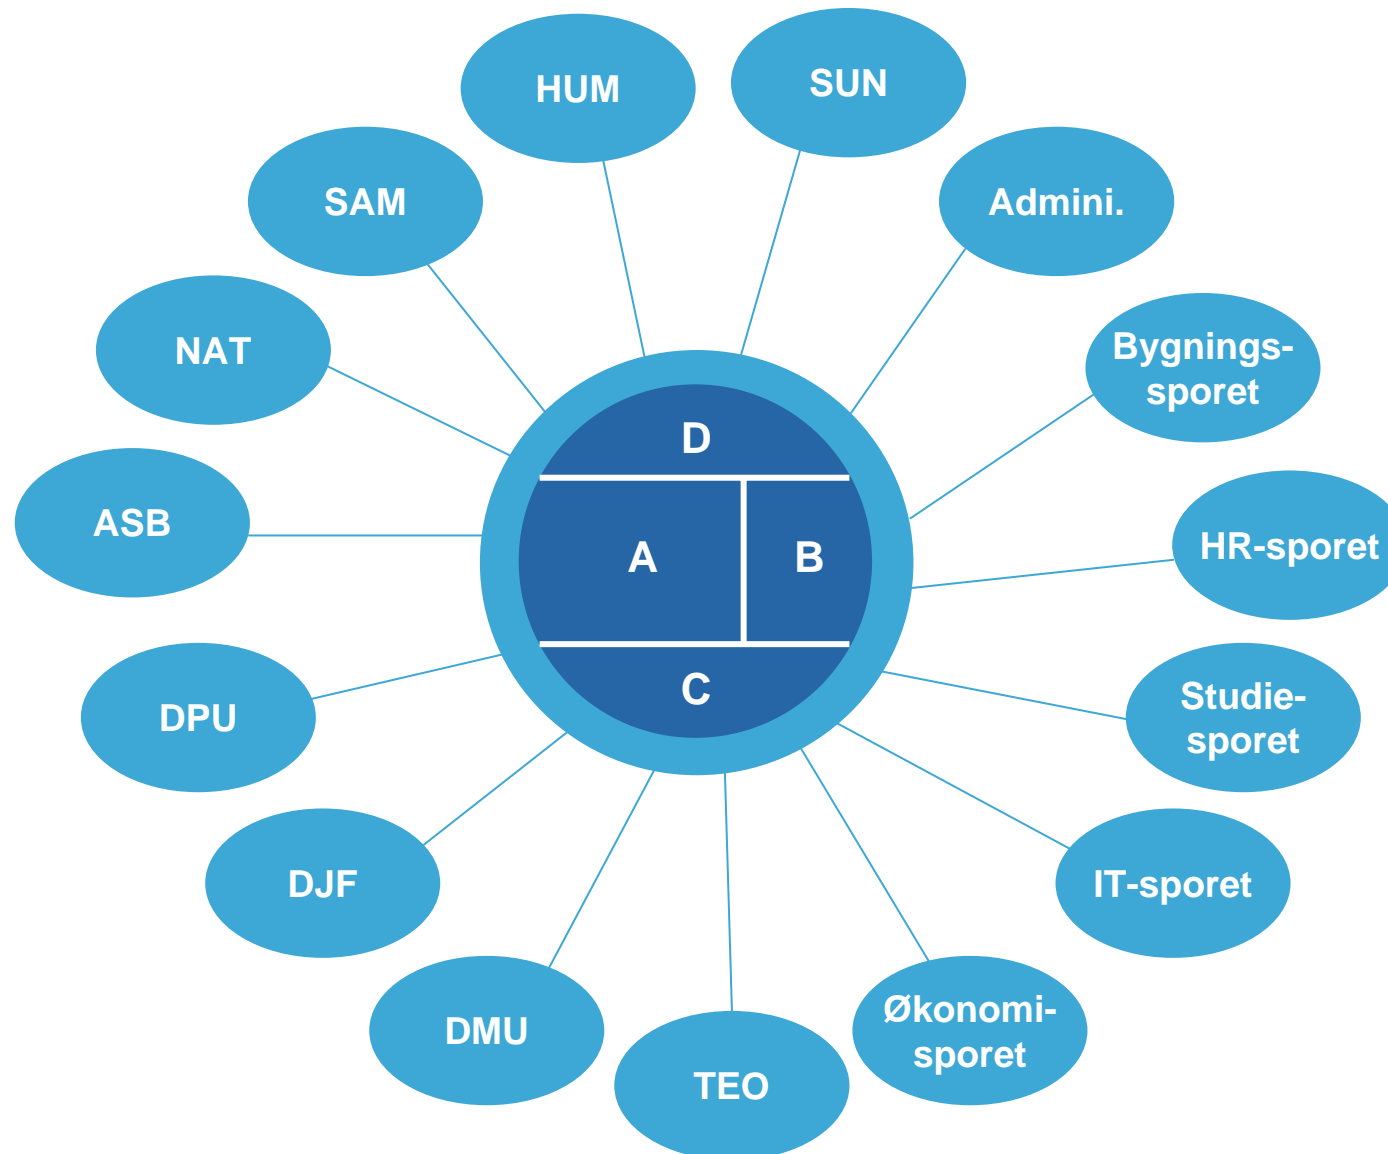 HUM
SUN
SAM
Admini.
NAT
Bygnings-
sporet
D
ASB
A
B
HR-sporet
C
DPU
Studie-
sporet
DJF
IT-sporet
DMU
Økonomi-
sporet
TEO